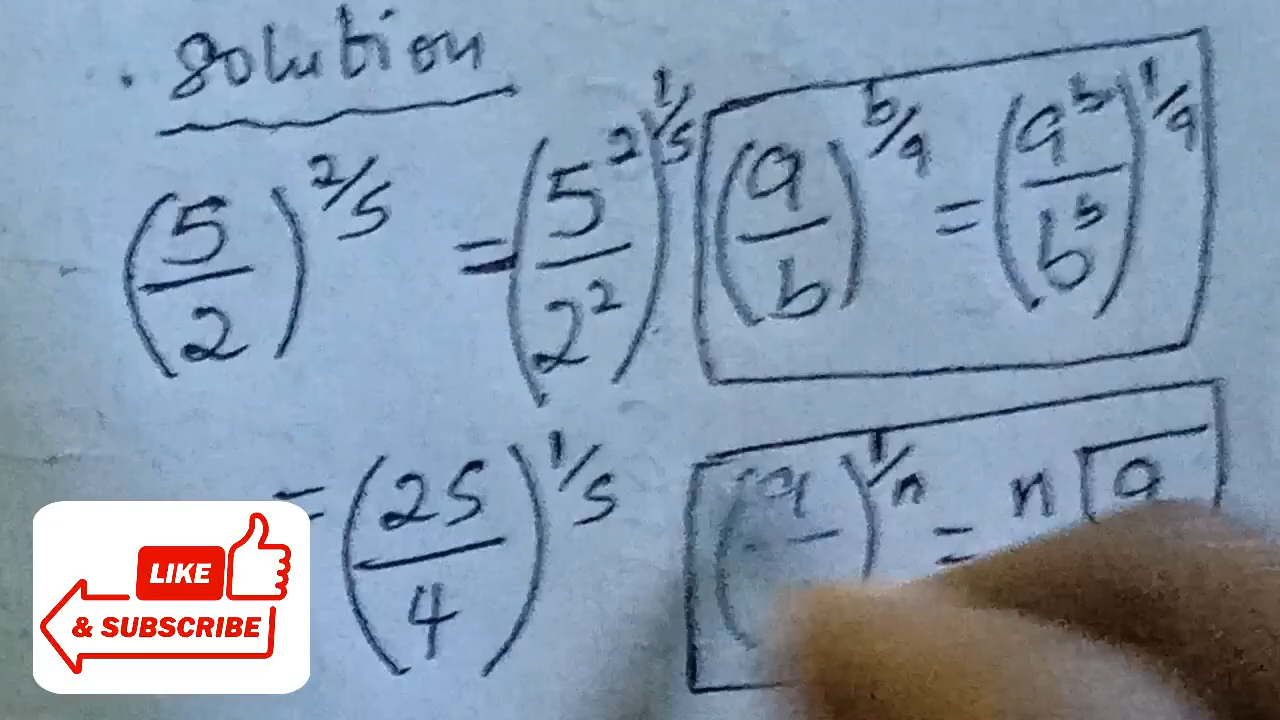 . Solution
(5/2)^2/5 = (5^2/2^2)^1/5
(a/b)^b/a = (a^b/b^b)^1/a
= (25/4)^1/5
(a/ )^1/n = n√a
LIKE
& SUBSCRIBE